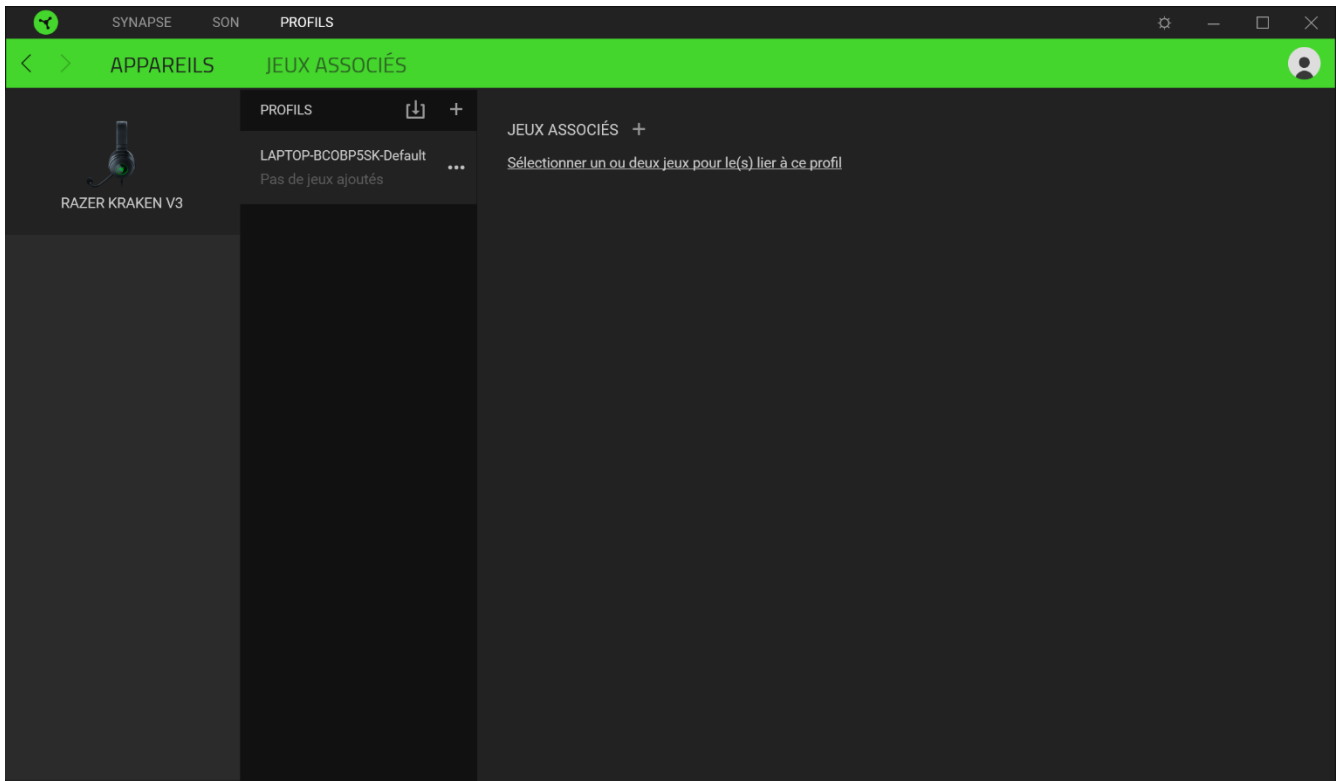 SYNAPSE SON PROFILS
APPAREILS JEUX ASSOCIÉS
PROFILS
LAPTOP-BCOBP5SK-Default
Pas de jeux ajoutés
RAZER KRAKEN V3
JEUX ASSOCIÉS +
Sélectionner un ou deux jeux pour le(s) lier à ce profil